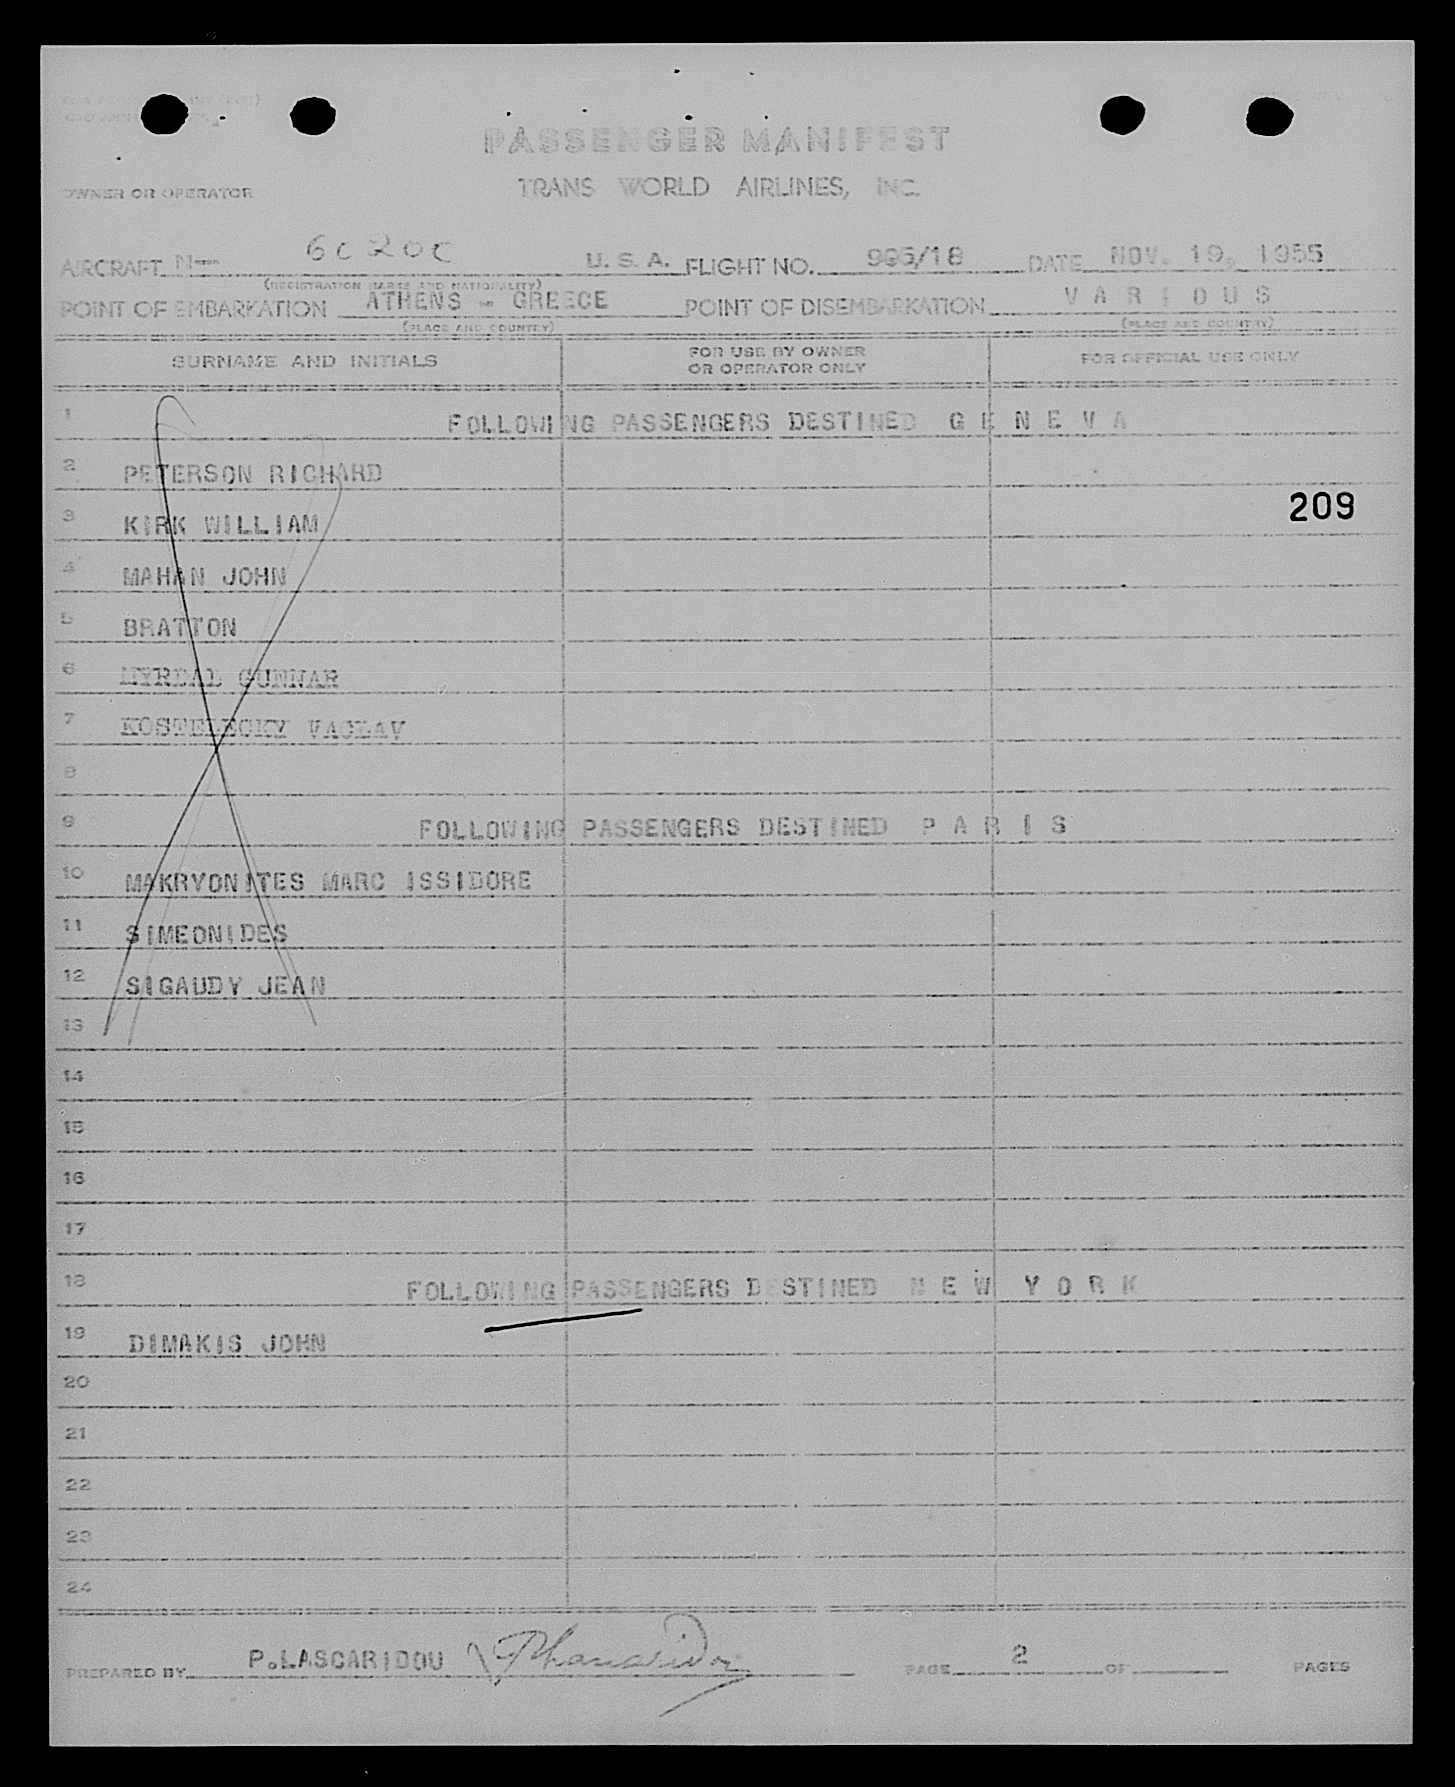 PASSENGER MANIFEST
OWNER OR OPERATOR TRANS WORLD AIRLINES, INC.
AIRCRAFT N— 6020C U. S. A. FLIGHT NO. 995/18 DATE NOV. 19, 1955
(REGISTRATION MARKS AND NATIONALITY)
POINT OF EMBARKATION ATHENS - GREECE POINT OF DISEMBARKATION V A R I O U S
(PLACE AND COUNTRY) (PLACE AND COUNTRY)
SURNAME AND INITIALS FOR USE BY OWNER OR OPERATOR ONLY FOR OFFICIAL USE ONLY
1 FOLLOWING PASSENGERS DESTINED G E N E V A
2 PETERSON RICHARD
209
3 KIRK WILLIAM
4 MAHAN JOHN
5 BRATTON
6 MYRDAL GUNNAR
7 KOSTELECKY VACLAV
8
9 FOLLOWING PASSENGERS DESTINED P A R I S
10 MAKRYONITES MARC ISSIDORE
11 SIMEONIDES
12 SIGAUDY JEAN
13
14
15
16
17
18 FOLLOWING PASSENGERS DESTINED N E W Y O R K
19 DIMAKIS JOHN
20
21
22
23
24
PREPARED BY P.LASCARIDOU PAGE 2 OF PAGES